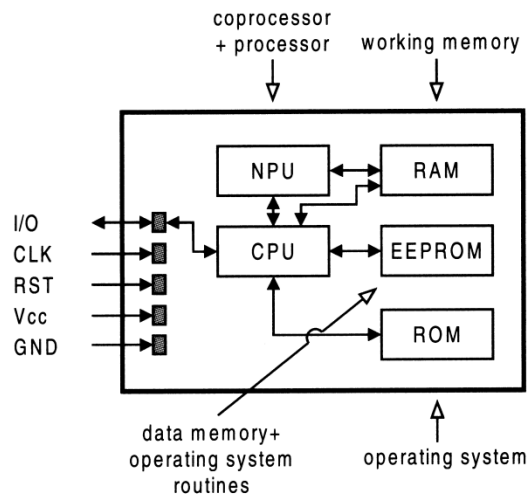 coprocessor
+ processor
working memory
NPU
RAM
I/O
CLK
RST
Vcc
GND
CPU
EEPROM
ROM
data memory+
operating system
routines
operating system